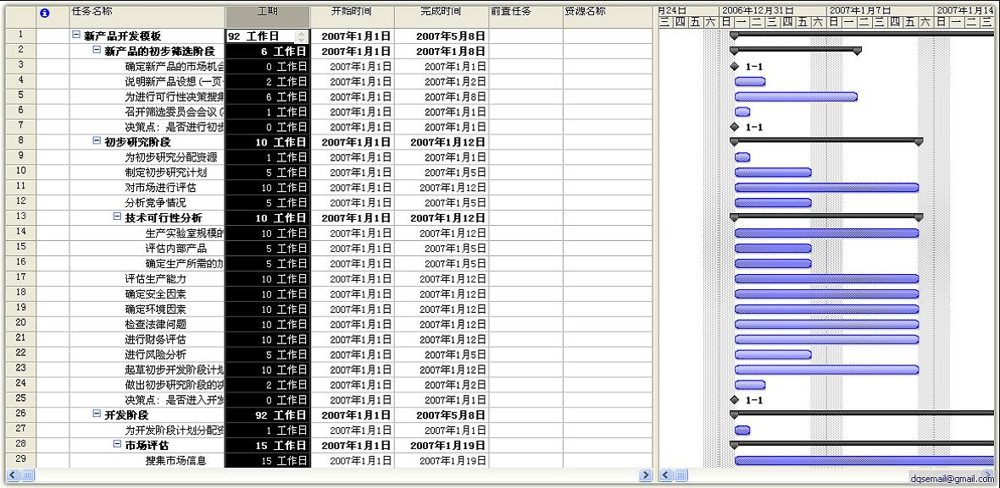 任务名称 工期 开始时间 完成时间 前置任务 资源名称 月24日 2006年12月31日 2007年1月7日 2007年1月14
三 四 五 六 日 一 二 三 四 五 六 日 一 二 三 四 五 六 日 一 二 三
1 新产品开发模板 92 工作日 2007年1月1日 2007年5月8日
2 新产品的初步筛选阶段 6 工作日 2007年1月1日 2007年1月8日
3 确定新产品的市场机会 0 工作日 2007年1月1日 2007年1月1日 1-1
4 说明新产品设想(一页 2 工作日 2007年1月1日 2007年1月2日
5 为进行可行性决策搜集 6 工作日 2007年1月1日 2007年1月8日
6 召开筛选委员会会议( 1 工作日 2007年1月1日 2007年1月1日
7 决策点: 是否进行初步 0 工作日 2007年1月1日 2007年1月1日 1-1
8 初步研究阶段 10 工作日 2007年1月1日 2007年1月12日
9 为初步研究分配资源 1 工作日 2007年1月1日 2007年1月1日
10 制定初步研究计划 5 工作日 2007年1月1日 2007年1月5日
11 对市场进行评估 10 工作日 2007年1月1日 2007年1月12日
12 分析竞争情况 5 工作日 2007年1月1日 2007年1月5日
13 技术可行性分析 10 工作日 2007年1月1日 2007年1月12日
14 生产实验室规模的 10 工作日 2007年1月1日 2007年1月12日
15 评估内部产品 5 工作日 2007年1月1日 2007年1月5日
16 确定生产所需的加 5 工作日 2007年1月1日 2007年1月5日
17 评估生产能力 10 工作日 2007年1月1日 2007年1月12日
18 确定安全因素 10 工作日 2007年1月1日 2007年1月12日
19 确定环境因素 10 工作日 2007年1月1日 2007年1月12日
20 检查法律问题 10 工作日 2007年1月1日 2007年1月12日
21 进行财务评估 10 工作日 2007年1月1日 2007年1月12日
22 进行风险分析 5 工作日 2007年1月1日 2007年1月5日
23 起草初步开发阶段计划 10 工作日 2007年1月1日 2007年1月12日
24 做出初步研究阶段的决 2 工作日 2007年1月1日 2007年1月2日
25 决策点: 是否进入开发 0 工作日 2007年1月1日 2007年1月1日 1-1
26 开发阶段 92 工作日 2007年1月1日 2007年5月8日
27 为开发阶段计划分配资 1 工作日 2007年1月1日 2007年1月1日
28 市场评估 15 工作日 2007年1月1日 2007年1月19日
29 搜集市场信息 15 工作日 2007年1月1日 2007年1月19日
dqsemail@gmail.com